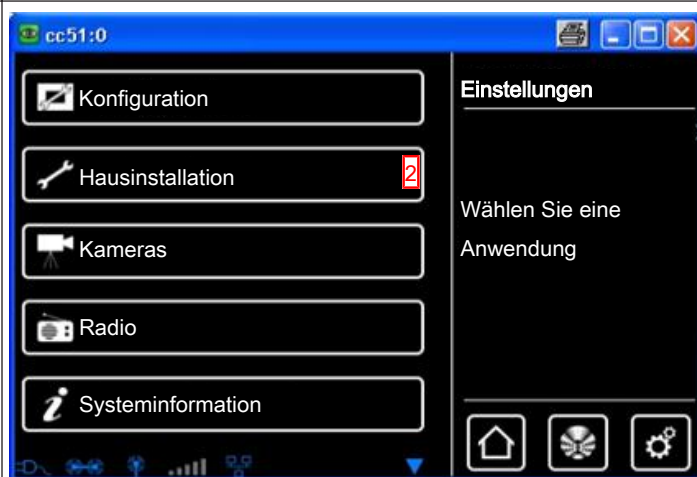 cc51:0
Konfiguration
Hausinstallation
2
Kameras
Radio
Systeminformation
Einstellungen
Wählen Sie eine
Anwendung